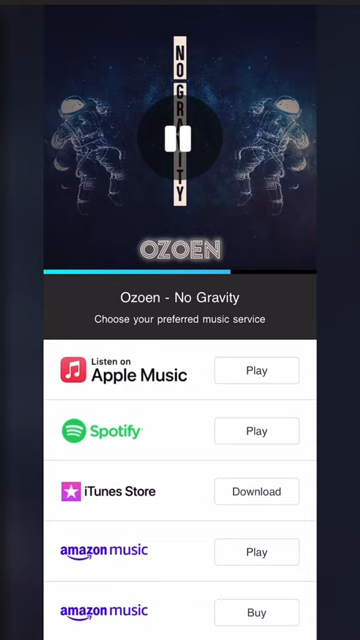 NO GRAVITY
OZOEN
Ozoen - No Gravity
Choose your preferred music service
Listen on
Apple Music
Play
Spotify
Play
iTunes Store
Download
amazon music
Play
amazon music
Buy